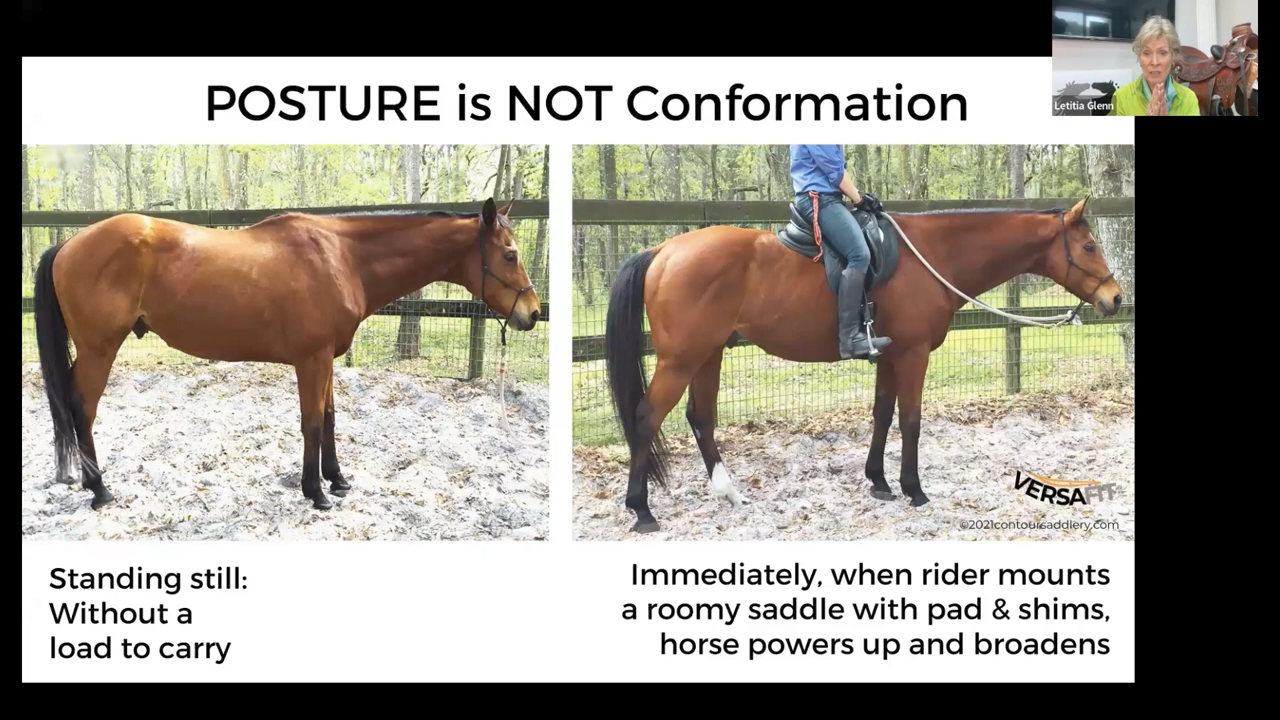 POSTURE is NOT Conformation
Letitia Glenn
VERSAFIT
©2021contoursaddlery.com
Standing still:
Without a
load to carry
Immediately, when rider mounts
a roomy saddle with pad & shims,
horse powers up and broadens